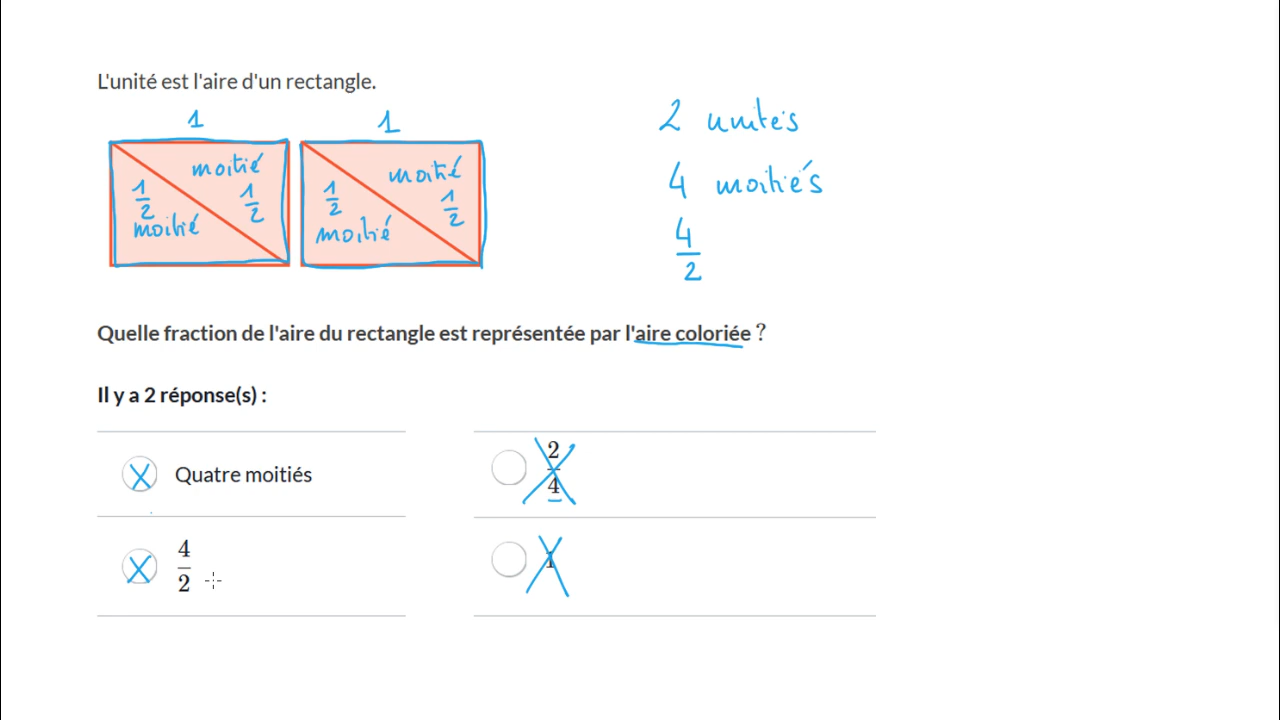 L'unité est l'aire d'un rectangle.
1 1
2 unités
moitié moitié
1/2 1/2 1/2 1/2
4 moitiés
moitié moitié
4/2
Quelle fraction de l'aire du rectangle est représentée par l'aire coloriée ?
Il y a 2 réponse(s) :
X Quatre moitiés
2/4
X 4/2
1